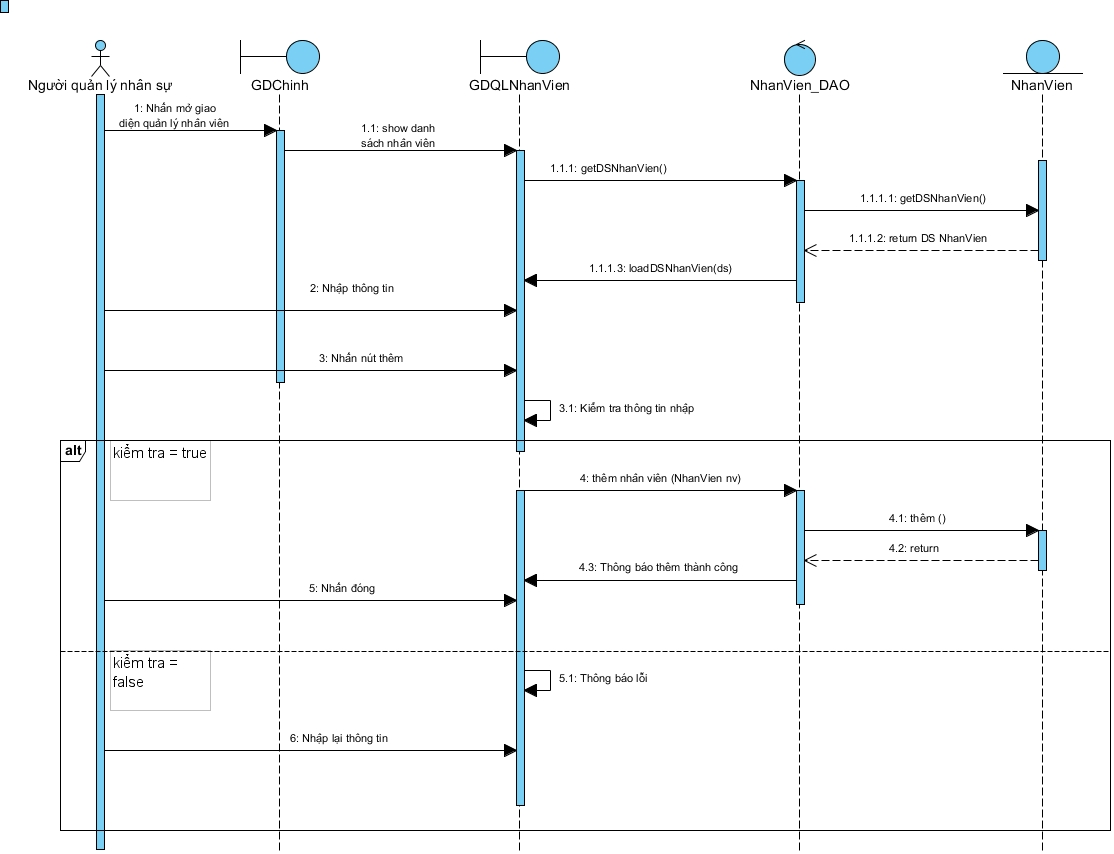 Người quản lý nhân sự
GDChinh
GDQLNhanVien
NhanVien_DAO
NhanVien
1: Nhấn mở giao
diện quản lý nhân viên
1.1: show danh
sách nhân viên
1.1.1: getDSNhanVien()
1.1.1.1: getDSNhanVien()
1.1.1.2: return DS NhanVien
1.1.1.3: loadDSNhanVien(ds)
2: Nhập thông tin
3: Nhấn nút thêm
3.1: Kiểm tra thông tin nhập
alt
kiểm tra = true
4: thêm nhân viên (NhanVien nv)
4.1: thêm ()
4.2: return
4.3: Thông báo thêm thành công
5: Nhấn đóng
kiểm tra =
false
5.1: Thông báo lỗi
6: Nhập lại thông tin